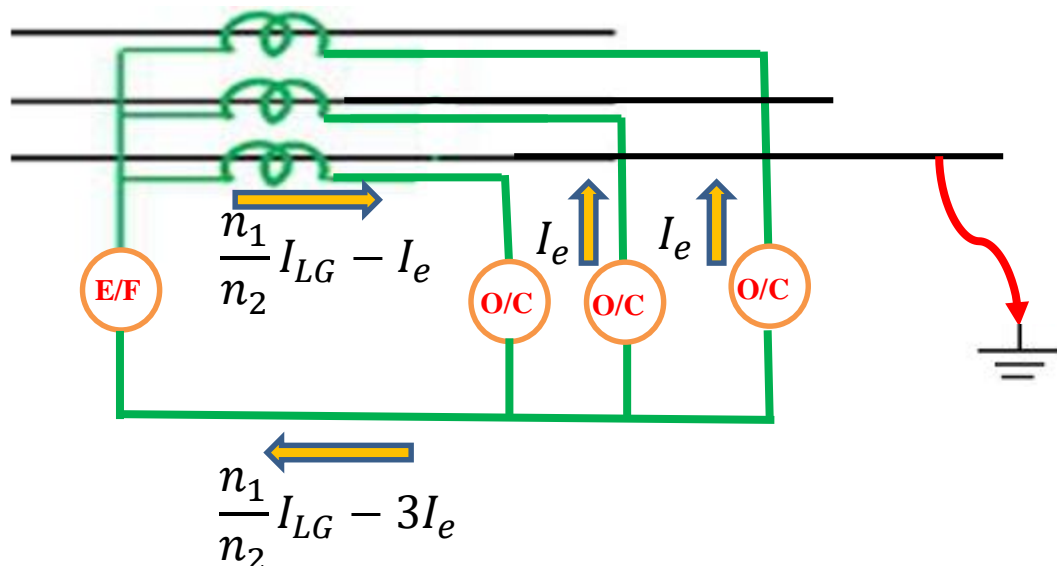 n₁/n₂ I_LG − I_e
I_e
I_e
E/F
O/C
O/C
O/C
n₁/n₂ I_LG − 3I_e